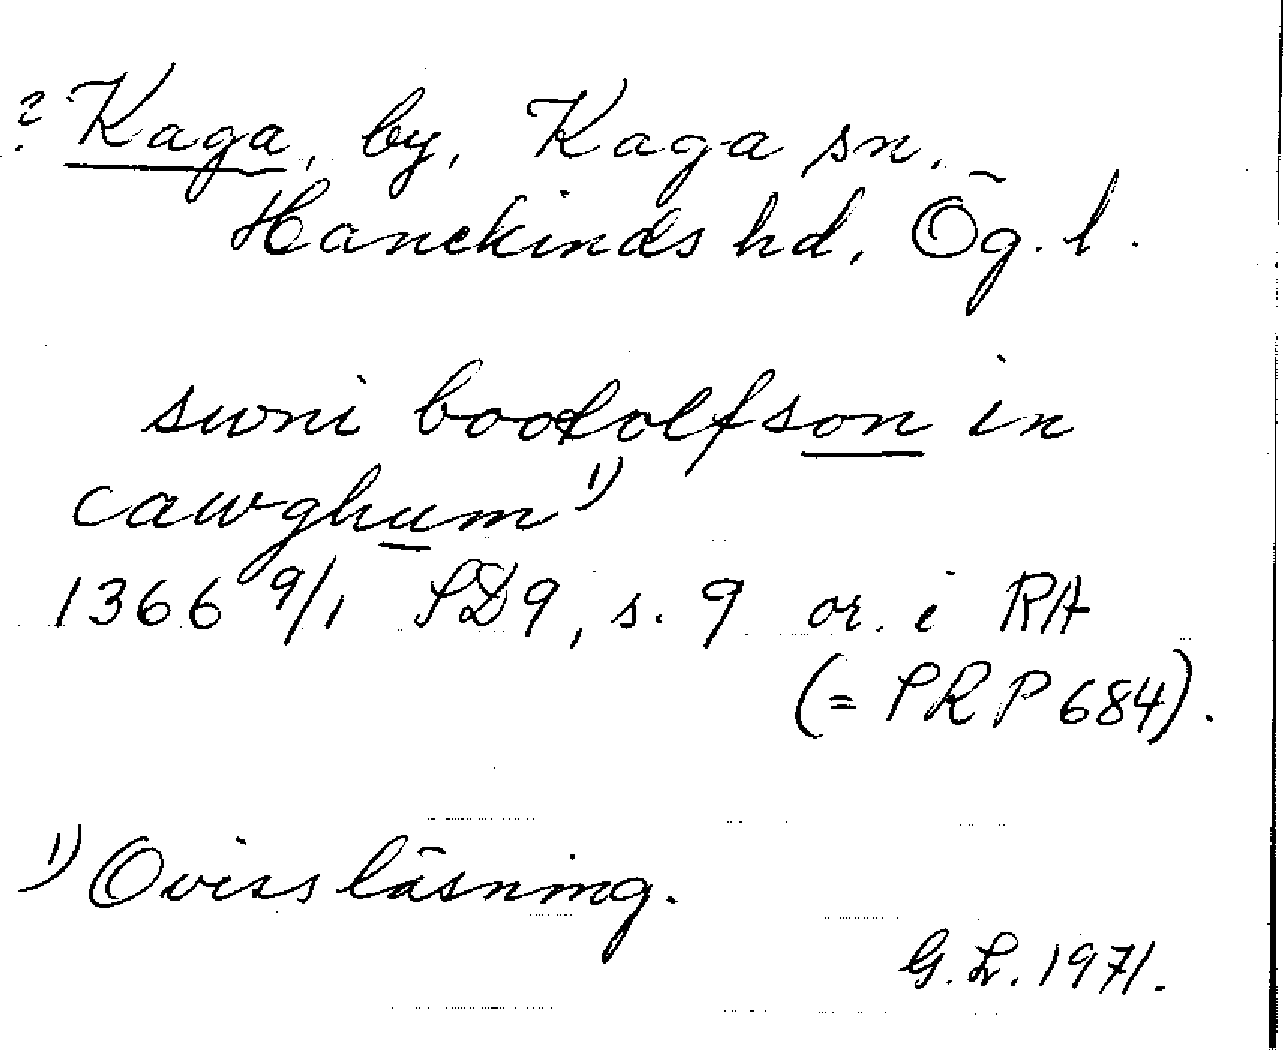 ? Kaga, by, Kaga sn.
Hanekinds hd, Ög. l.
swni bootolfson in
cawghum 1)
1366 9/1 SD9, s. 9 or. i RA
(= PRP 684).
1) Oviss läsning.
G. L. 1971.